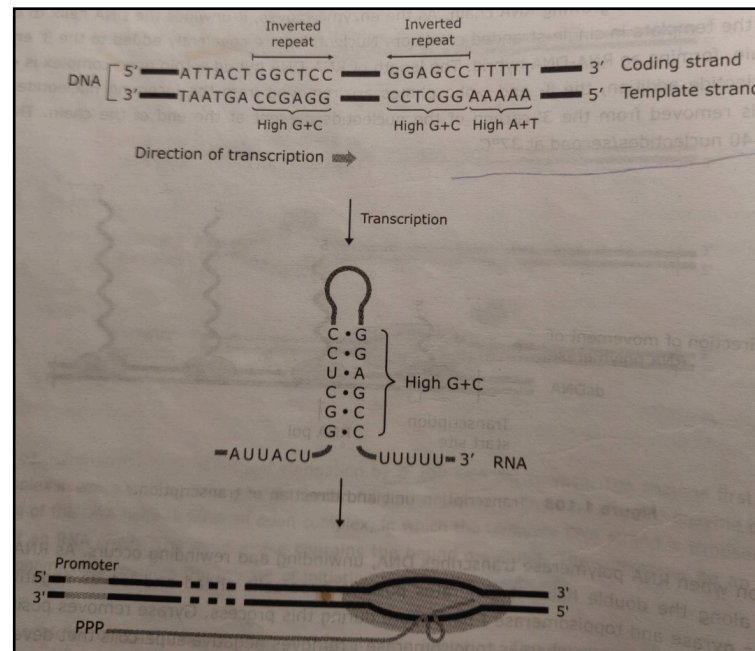 Inverted repeat Inverted repeat
DNA 5′ ATTACT GGCTCC GGAGCC TTTTT 3′ Coding strand
3′ TAATGA CCGAGG CCTCGG AAAAA 5′ Template strand
High G+C High G+C High A+T
Direction of transcription
Transcription
C • G
C • G
U • A
C • G
G • C
G • C
High G+C
AUUACU UUUUU 3′ RNA
Promoter
5′ 3′
3′ 5′
PPP